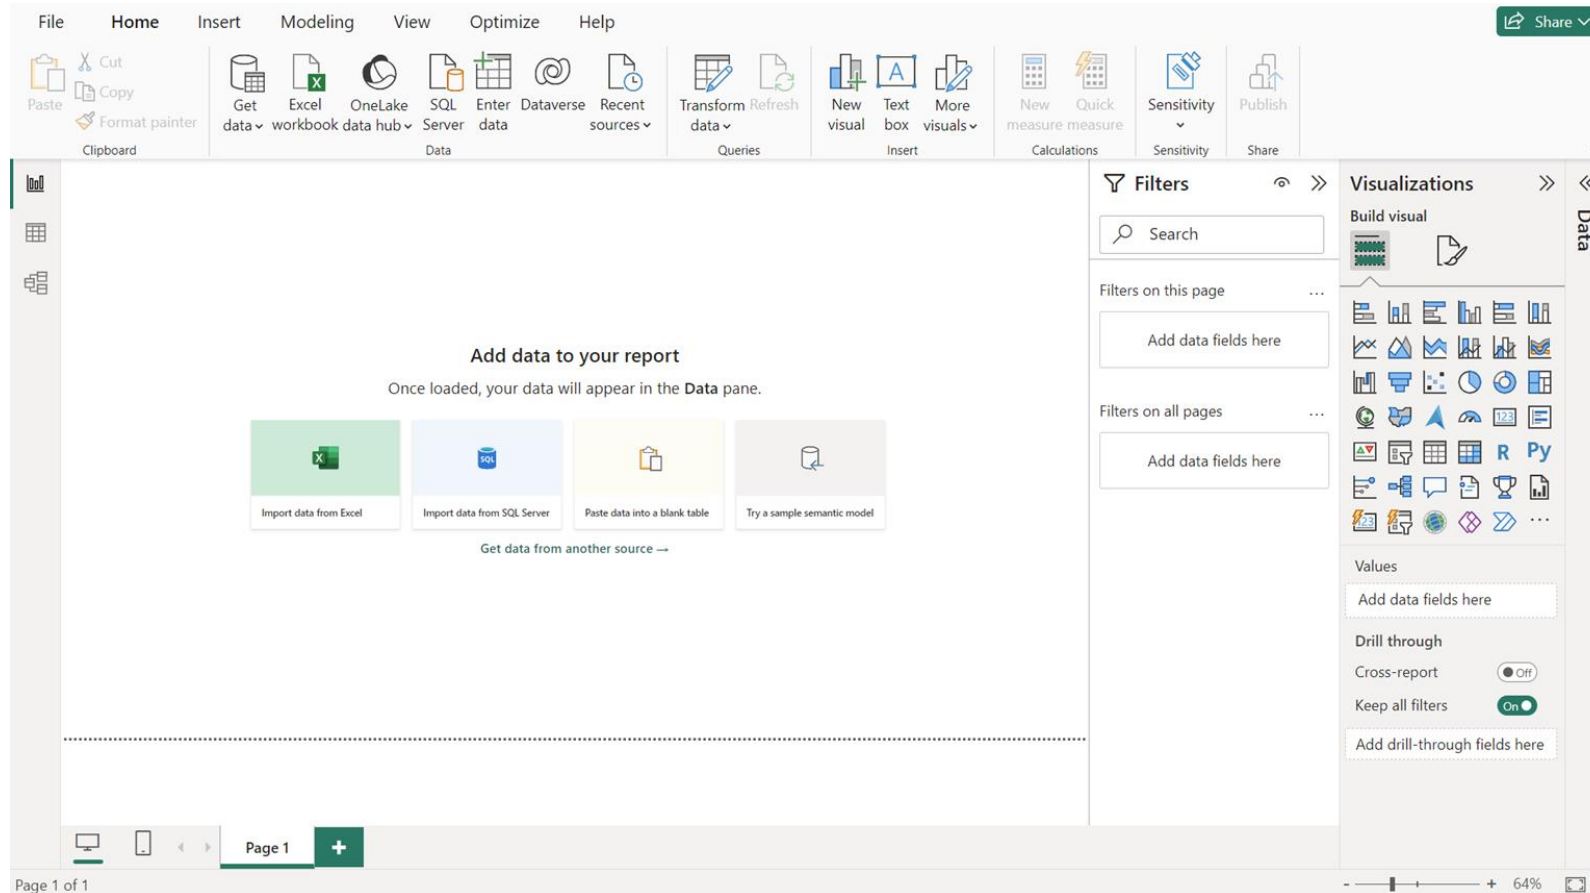 File Home Insert Modeling View Optimize Help
Share
Paste
Cut
Copy
Format painter
Clipboard
Get data
Excel workbook
OneLake data hub
SQL Server
Enter data
Dataverse
Recent sources
Data
Transform data
Refresh
Queries
New visual
A
Text box
More visuals
Insert
New measure
Quick measure
Calculations
Sensitivity
Sensitivity
Publish
Share
Add data to your report
Once loaded, your data will appear in the Data pane.
X
SQL
Import data from Excel
Import data from SQL Server
Paste data into a blank table
Try a sample semantic model
Get data from another source →
Filters
Search
Filters on this page ...
Add data fields here
Filters on all pages ...
Add data fields here
Visualizations
Build visual
123
R Py
123
...
Values
Add data fields here
Drill through
Cross-report Off
Keep all filters On
Add drill-through fields here
Data
Page 1 +
Page 1 of 1
- + 64%